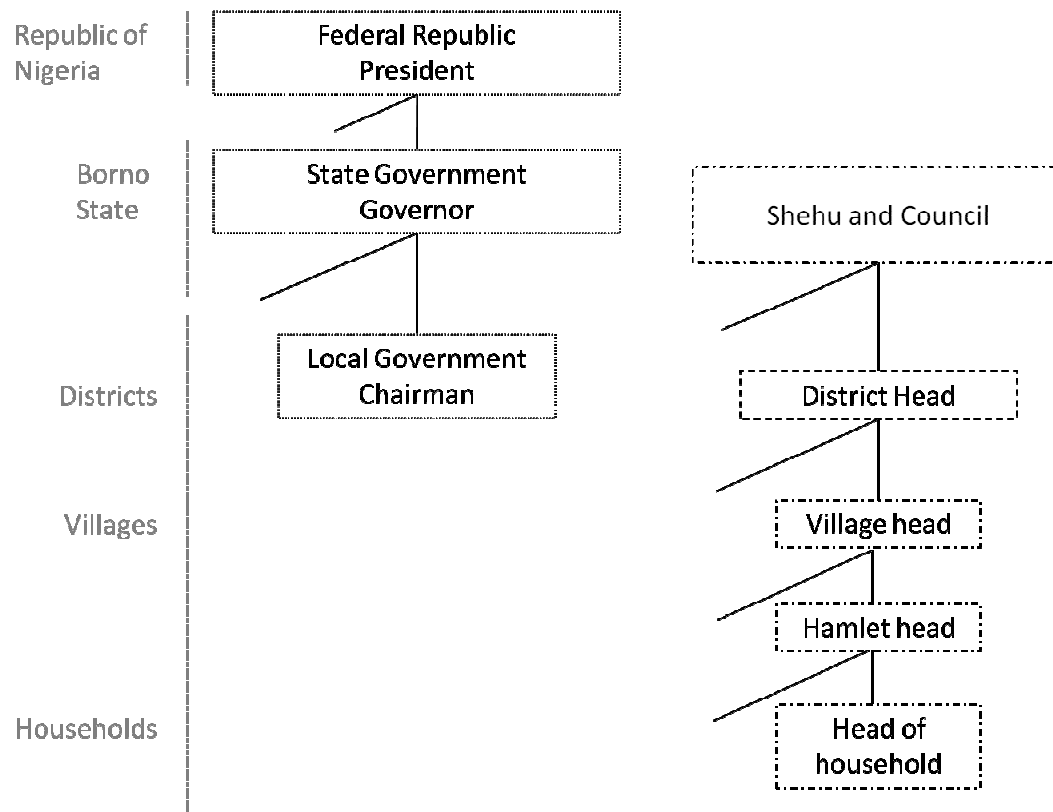 Republic of
Nigeria
Federal Republic
President
Borno
State
State Government
Governor
Shehu and Council
Districts
Local Government
Chairman
District Head
Villages
Village head
Hamlet head
Households
Head of
household